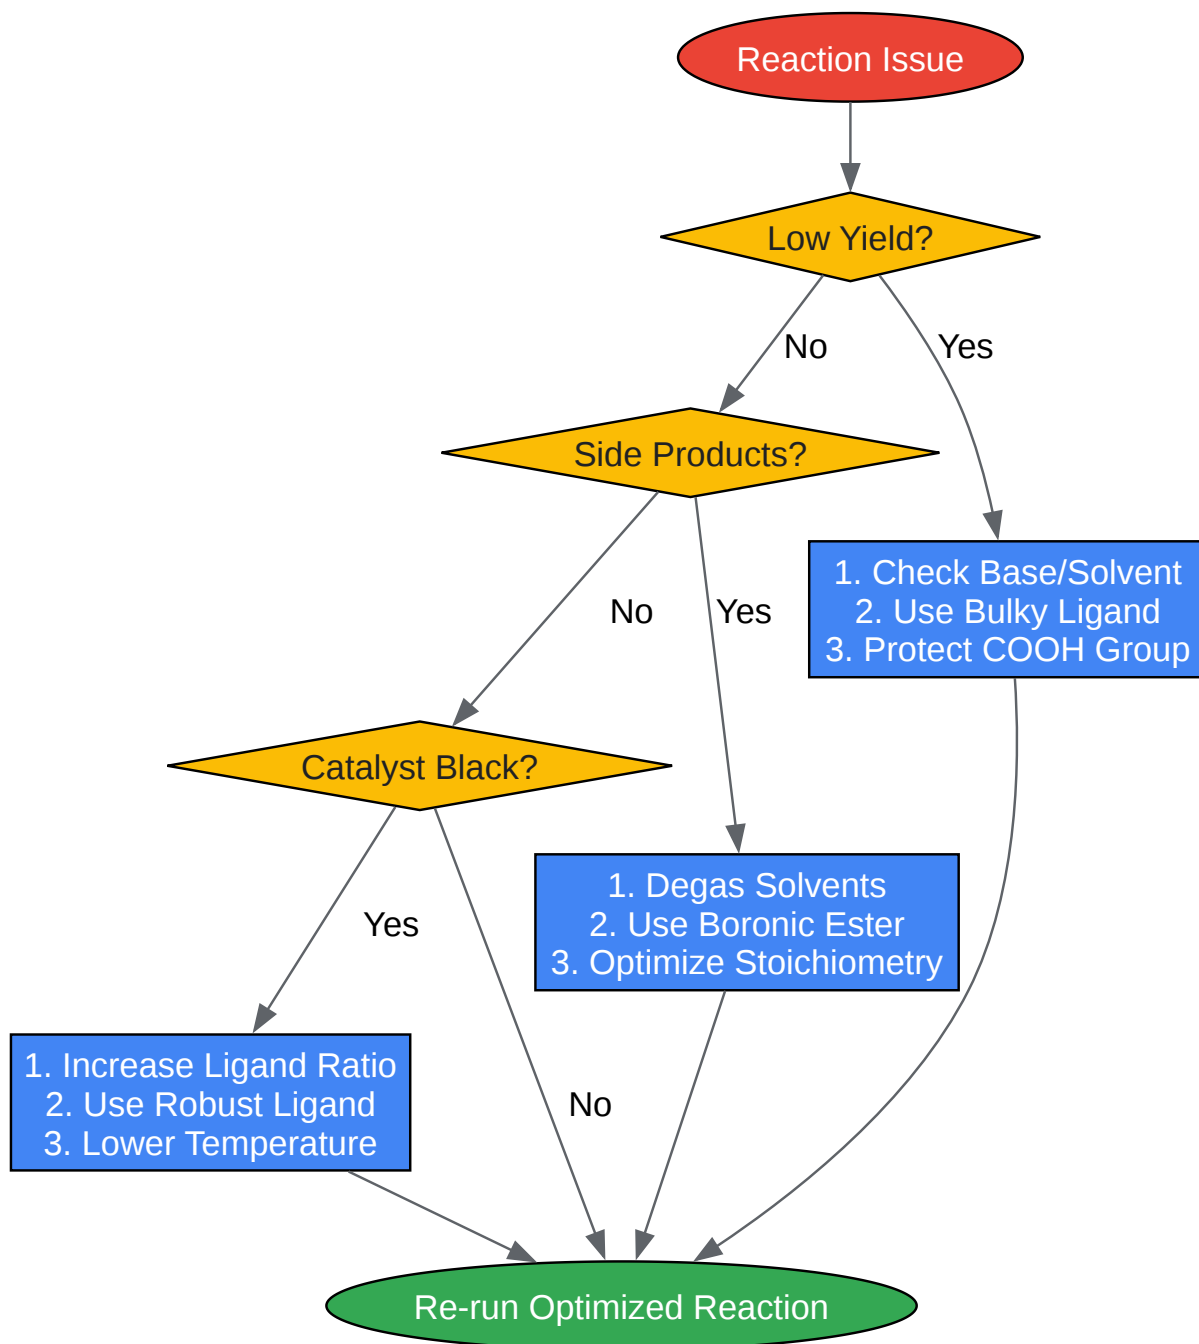 Reaction Issue
Low Yield?
No
Yes
Side Products?
1. Check Base/Solvent
2. Use Bulky Ligand
3. Protect COOH Group
No
Yes
Catalyst Black?
1. Degas Solvents
2. Use Boronic Ester
3. Optimize Stoichiometry
Yes
1. Increase Ligand Ratio
2. Use Robust Ligand
3. Lower Temperature
No
Re-run Optimized Reaction